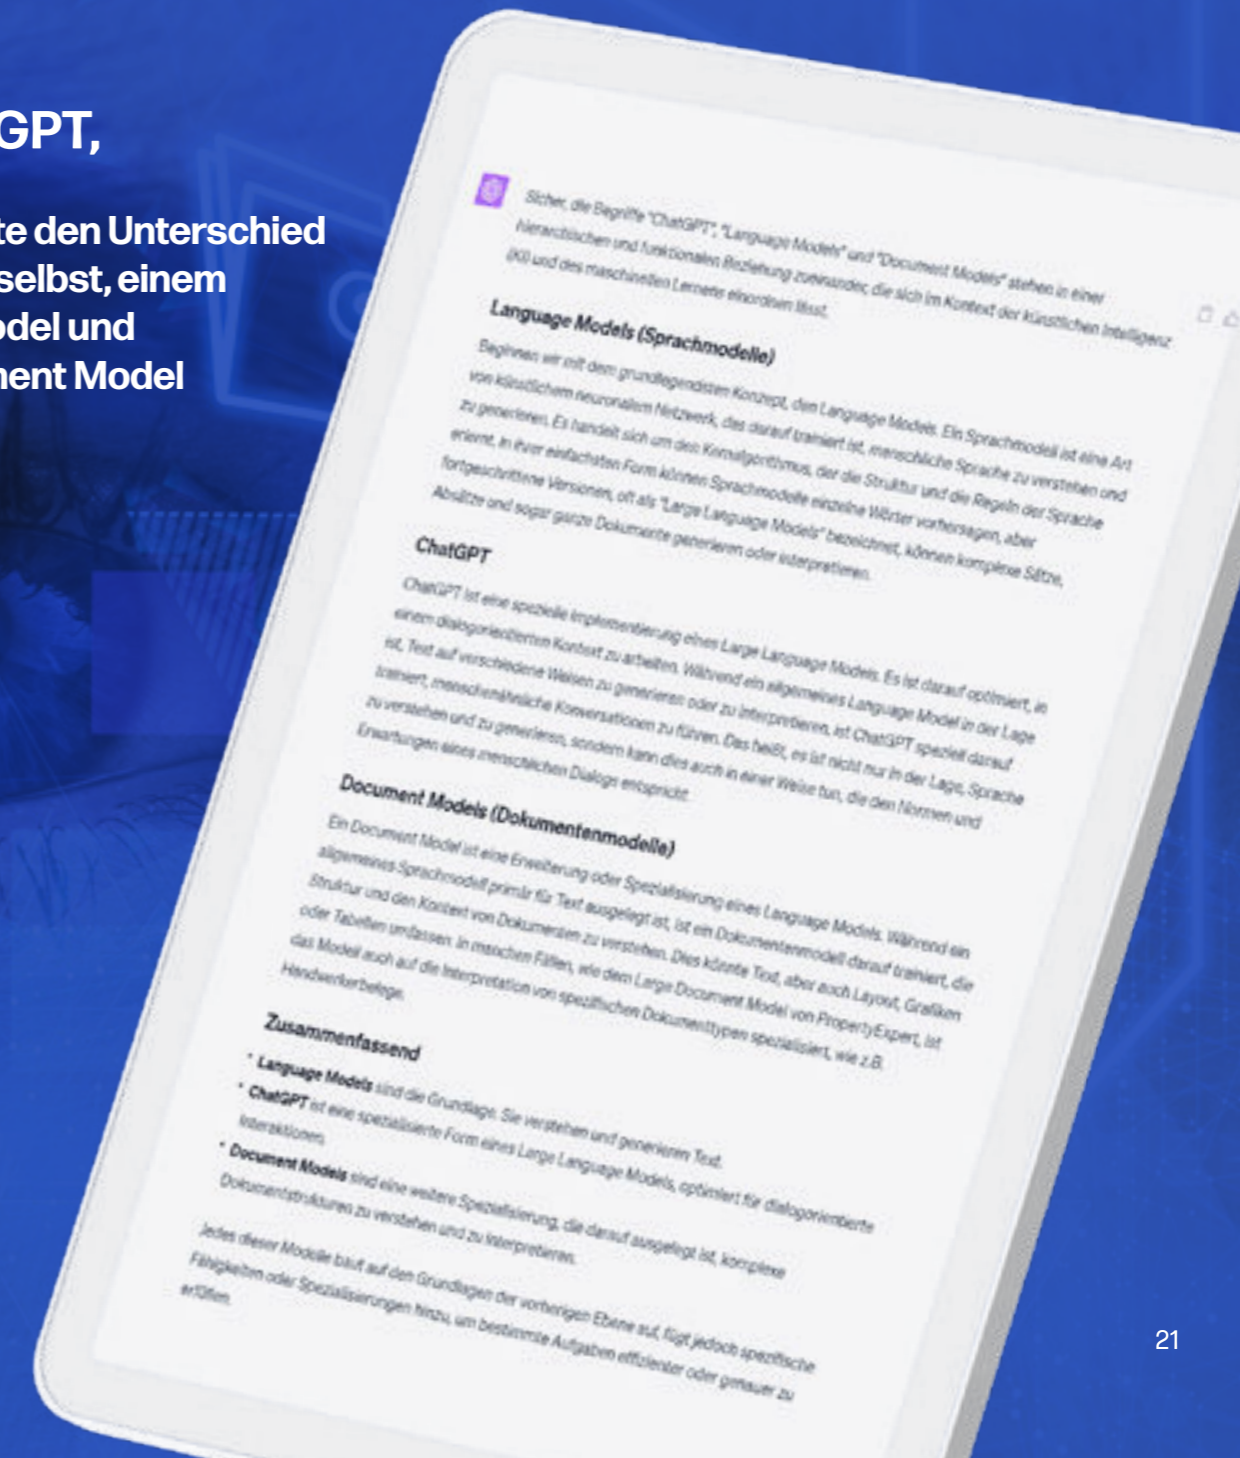 GPT,
te den Unterschied
selbst, einem
odel und
ment Model
Sicher, die Begriffe "ChatGPT", "Language Models" und "Document Models" stehen in einer
hierarchischen und funktionalen Beziehung zueinander, die sich im Kontext der Künstlichen Intelligenz
(KI) und des maschinellen Lernens einordnen lässt.
Language Models (Sprachmodelle)
Beginnen wir mit dem grundlegendsten Konzept, den Language Models. Ein Sprachmodell ist eine Art
von künstlichem neuronalem Netzwerk, das darauf trainiert ist, menschliche Sprache zu verstehen und
zu generieren. Es handelt sich um den Kernalgorithmus, der die Struktur und die Regeln der Sprache
erlernt. In ihrer einfachsten Form können Sprachmodelle einzelne Wörter vorhersagen, aber
fortgeschrittene Versionen, oft als "Large Language Models" bezeichnet, können komplexe Sätze,
Absätze und sogar ganze Dokumente generieren oder interpretieren.
ChatGPT
ChatGPT ist eine spezielle Implementierung eines Large Language Models. Es ist darauf optimiert, in
einem dialogorientierten Kontext zu arbeiten. Während ein allgemeines Language Model in der Lage
ist, Text auf verschiedene Weisen zu generieren oder zu interpretieren, ist ChatGPT speziell darauf
trainiert, menschenähnliche Konversationen zu führen. Das heißt, es ist nicht nur in der Lage, Sprache
zu verstehen und zu generieren, sondern kann dies auch in einer Weise tun, die den Normen und
Erwartungen eines menschlichen Dialogs entspricht.
Document Models (Dokumentenmodelle)
Ein Document Model ist eine Erweiterung oder Spezialisierung eines Language Models. Während ein
allgemeines Sprachmodell primär für Text ausgelegt ist, ist ein Dokumentenmodell darauf trainiert, die
Struktur und den Kontext von Dokumenten zu verstehen. Dies könnte Text, aber auch Layout, Grafiken
oder Tabellen umfassen. In manchen Fällen, wie dem Large Document Model von PropertyExpert, ist
das Modell auch auf die Interpretation von spezifischen Dokumenttypen spezialisiert, wie z.B.
Handwerkerbelege.
Zusammenfassend
• Language Models sind die Grundlage. Sie verstehen und generieren Text.
• ChatGPT ist eine spezialisierte Form eines Large Language Models, optimiert für dialogorientierte
Interaktionen.
• Document Models sind eine weitere Spezialisierung, die darauf ausgelegt ist, komplexe
Dokumentstrukturen zu verstehen und zu interpretieren.
Jedes dieser Modelle baut auf den Grundlagen der vorherigen Ebene auf, fügt jedoch spezifische
Fähigkeiten oder Spezialisierungen hinzu, um bestimmte Aufgaben effizienter oder genauer zu
erfüllen.
21